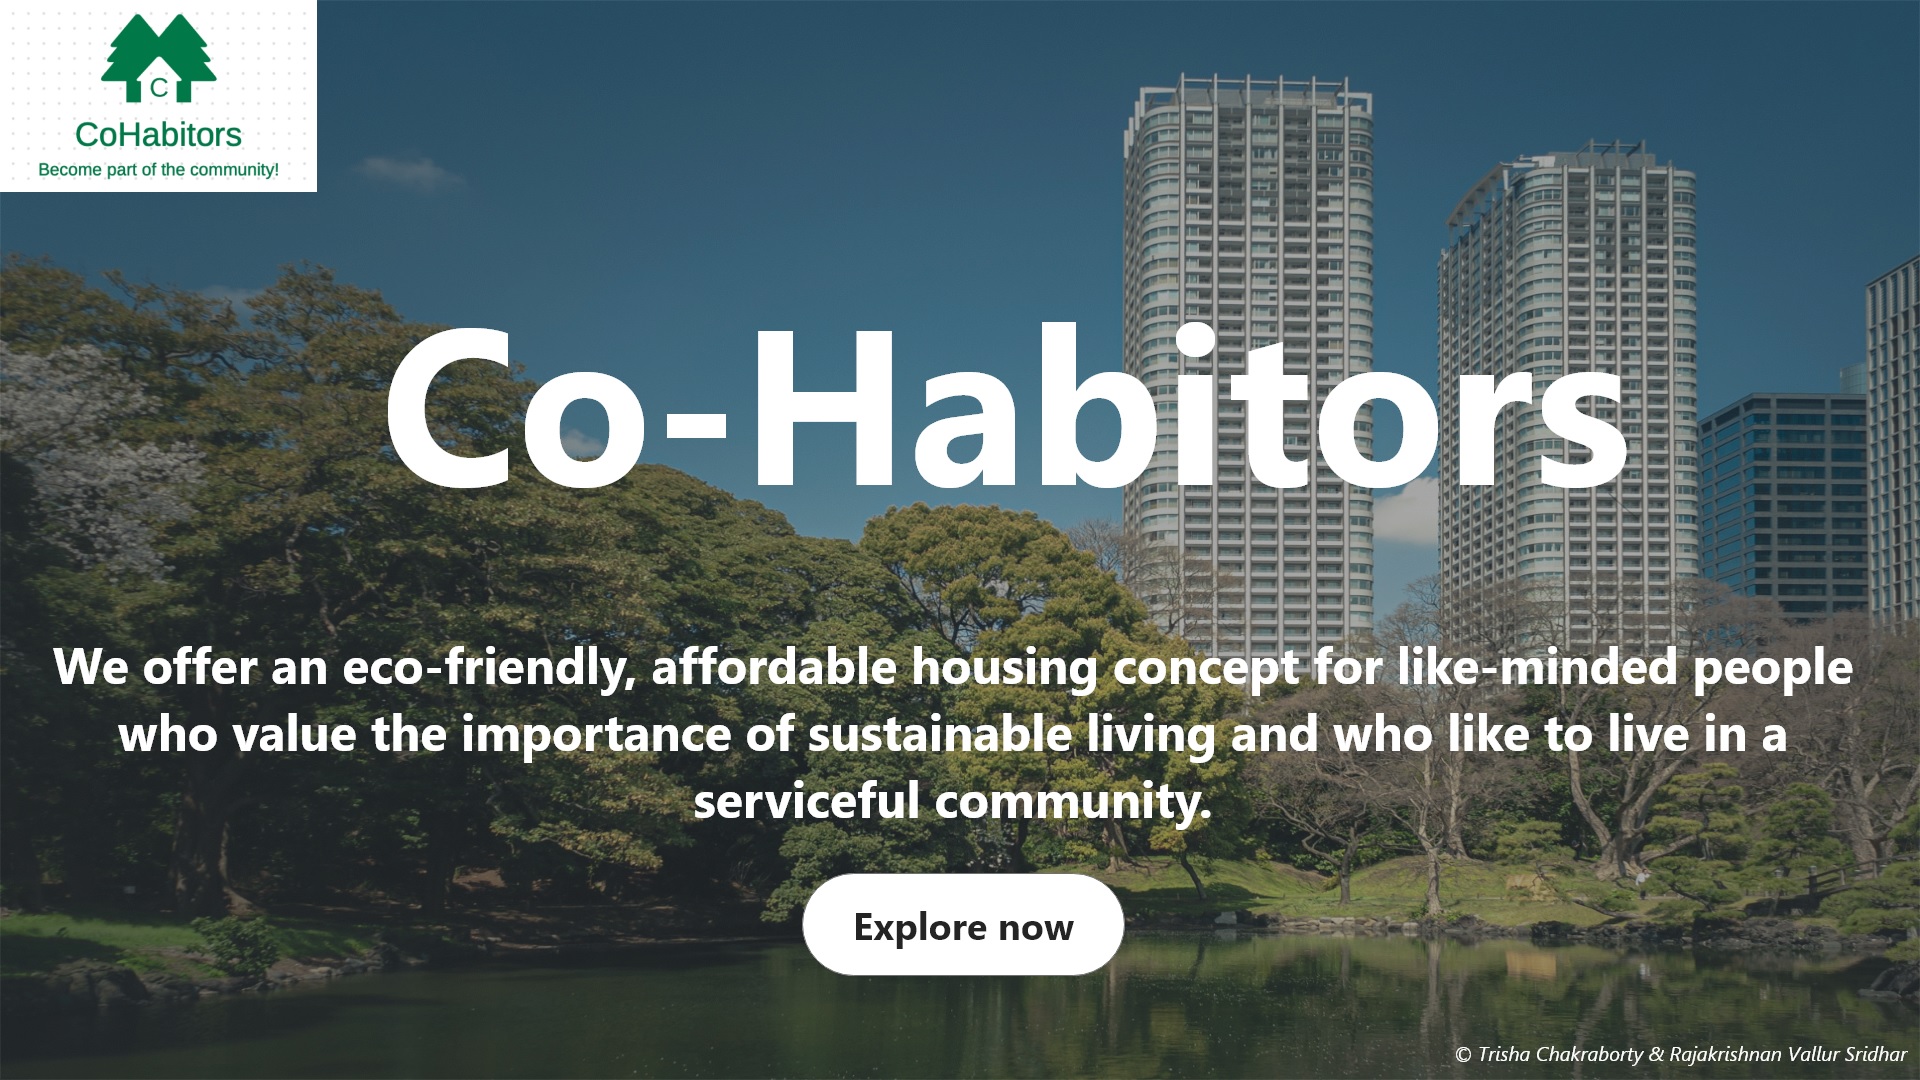 C
CoHabitors
Become part of the community!
Co-Habitors
We offer an eco-friendly, affordable housing concept for like-minded people
who value the importance of sustainable living and who like to live in a
serviceful community.
Explore now
© Trisha Chakraborty & Rajakrishnan Vallur Sridhar